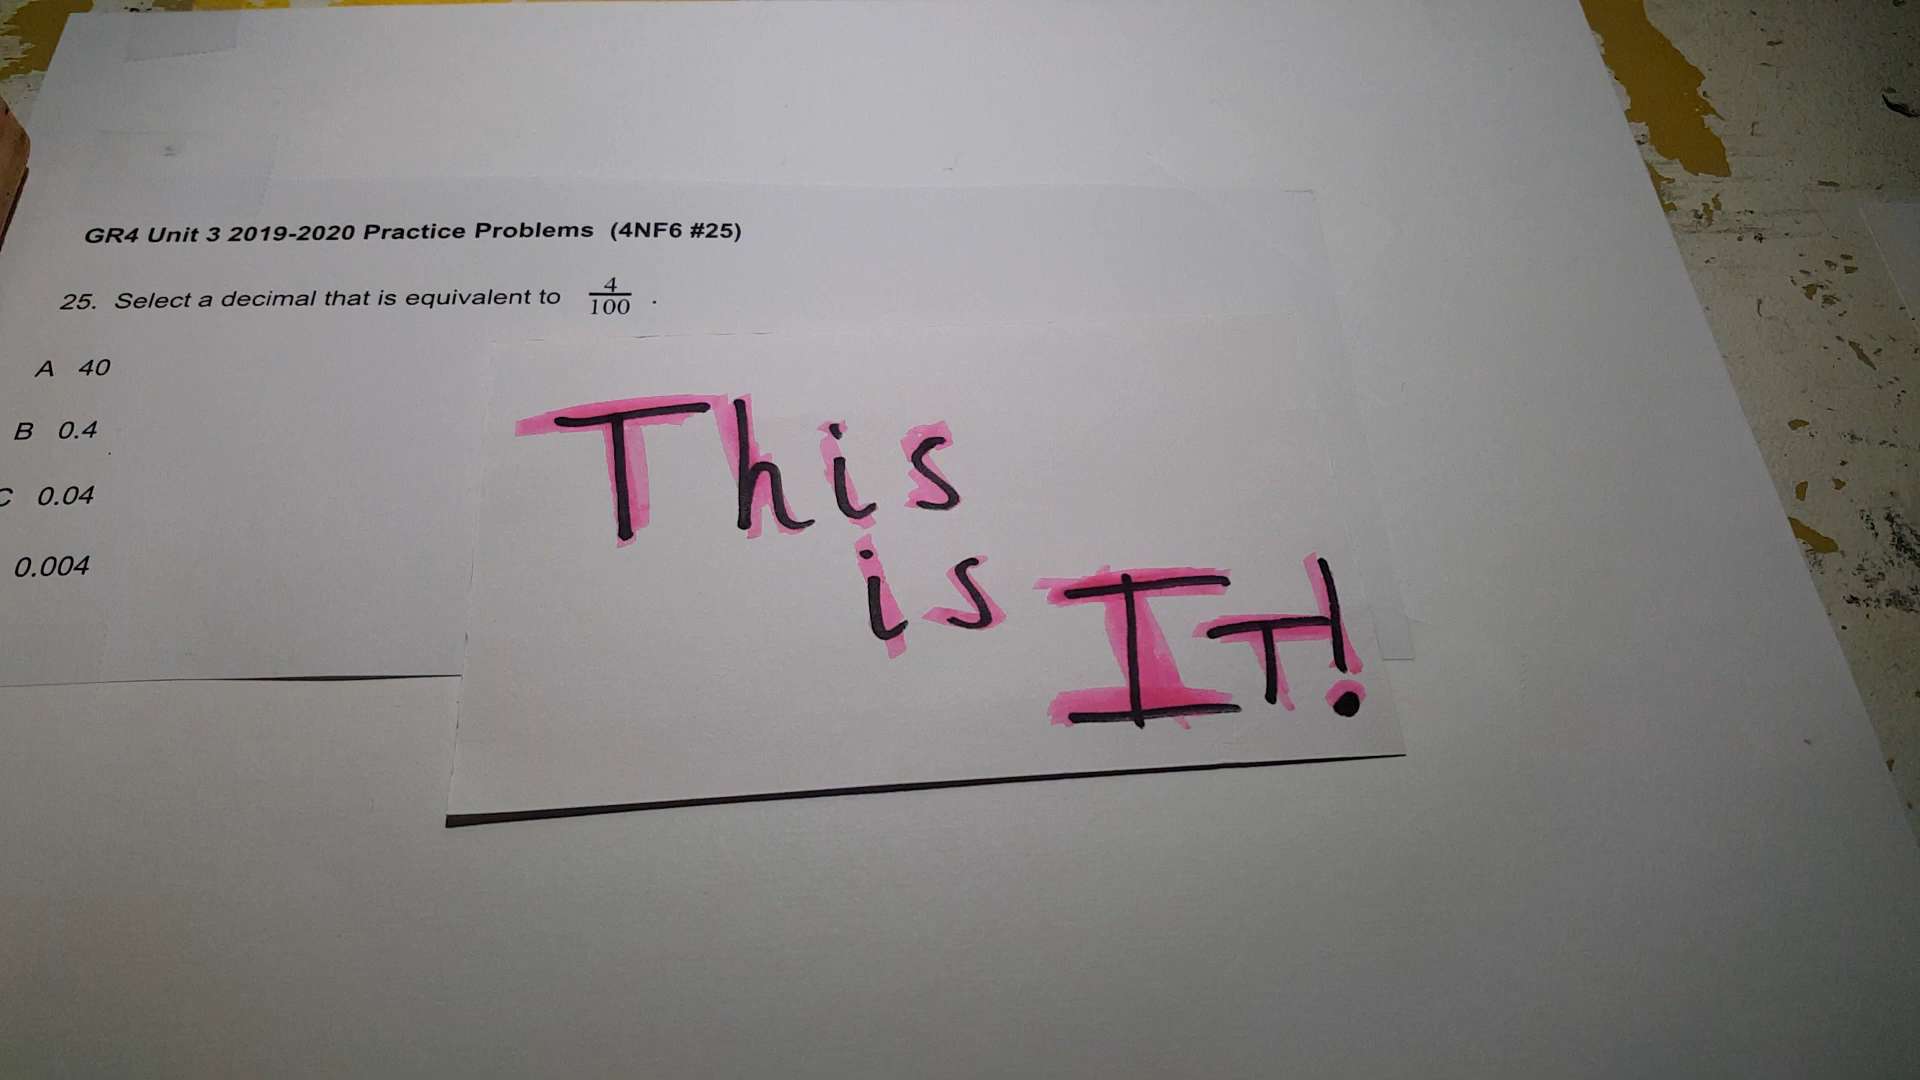 GR4 Unit 3 2019-2020 Practice Problems (4NF6 #25)
25. Select a decimal that is equivalent to 4/100 .
A 40
B 0.4
C 0.04
0.004
This
is IT!